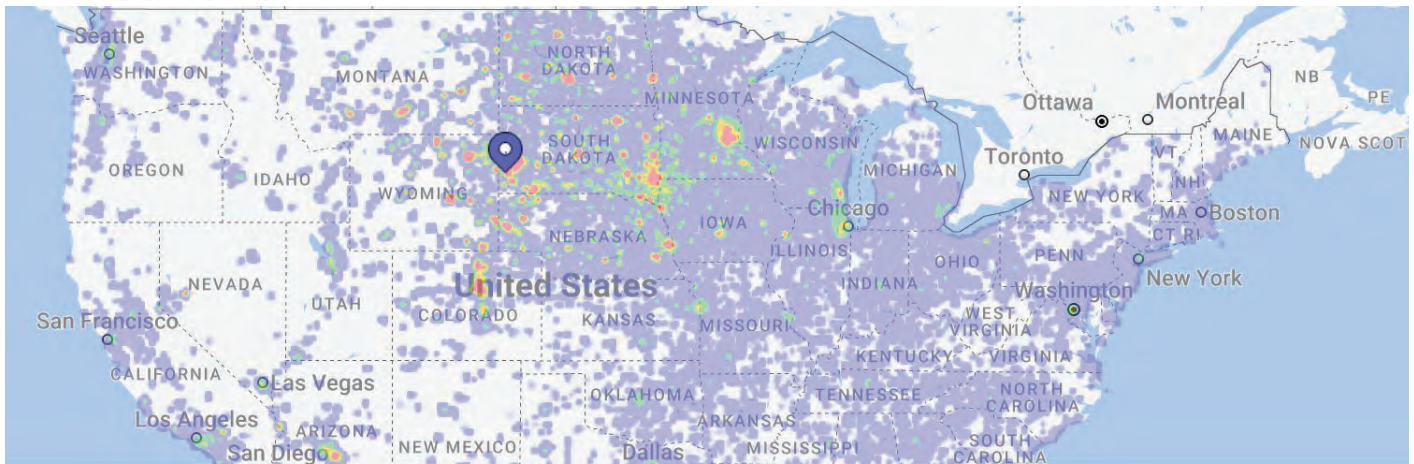 Seattle
WASHINGTON
MONTANA
NORTH
DAKOTA
MINNESOTA
NB
PE
Ottawa
Montreal
MAINE
NOVA SCOT
OREGON
IDAHO
WYOMING
SOUTH
DAKOTA
WISCONSIN
MICHIGAN
Toronto
VT
NH
NEW YORK
MA
Boston
CT RI
IOWA
Chicago
NEBRASKA
ILLINOIS
OHIO
PENN
New York
NEVADA
UTAH
United States
INDIANA
Washington
COLORADO
KANSAS
MISSOURI
WEST
VIRGINIA
San Francisco
KENTUCKY
VIRGINIA
CALIFORNIA
Las Vegas
OKLAHOMA
TENNESSEE
NORTH
CAROLINA
Los Angeles
ARIZONA
NEW MEXICO
ARKANSAS
MISSISSIPPI
SOUTH
CAROLINA
San Diego
Dallas